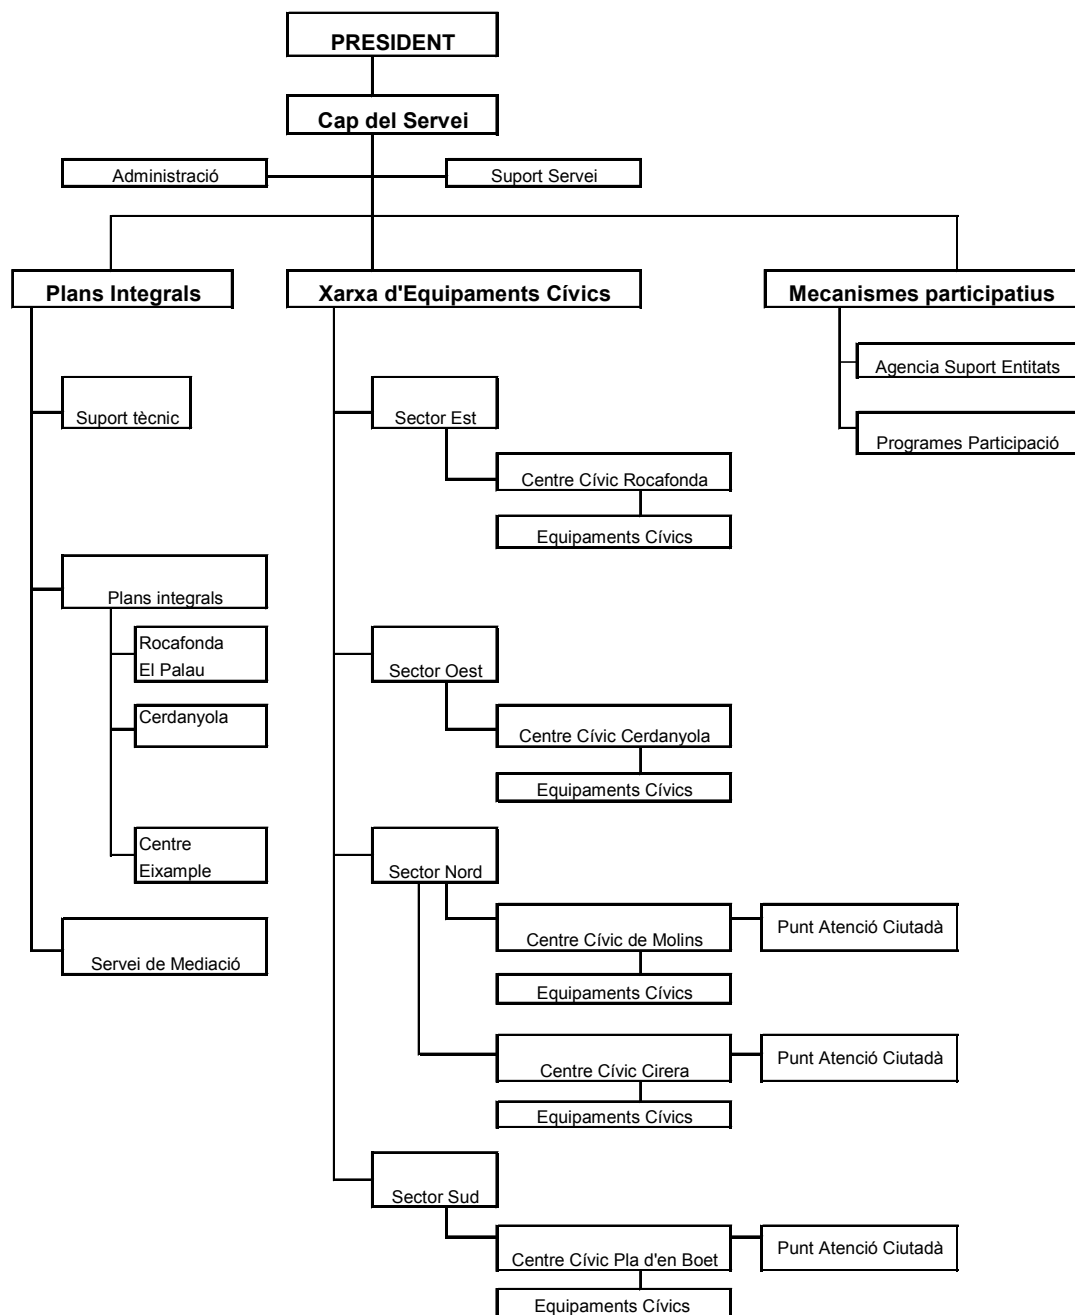 PRESIDENT
Cap del Servei
Administració
Suport Servei
Plans Integrals
Xarxa d'Equipaments Cívics
Mecanismes participatius
Suport tècnic
Plans integrals
Rocafonda
El Palau
Cerdanyola
Centre
Eixample
Servei de Mediació
Sector Est
Centre Cívic Rocafonda
Equipaments Cívics
Sector Oest
Centre Cívic Cerdanyola
Equipaments Cívics
Sector Nord
Centre Cívic de Molins
Punt Atenció Ciutadà
Equipaments Cívics
Centre Cívic Cirera
Punt Atenció Ciutadà
Equipaments Cívics
Sector Sud
Centre Cívic Pla d'en Boet
Punt Atenció Ciutadà
Equipaments Cívics
Agencia Suport Entitats
Programes Participació